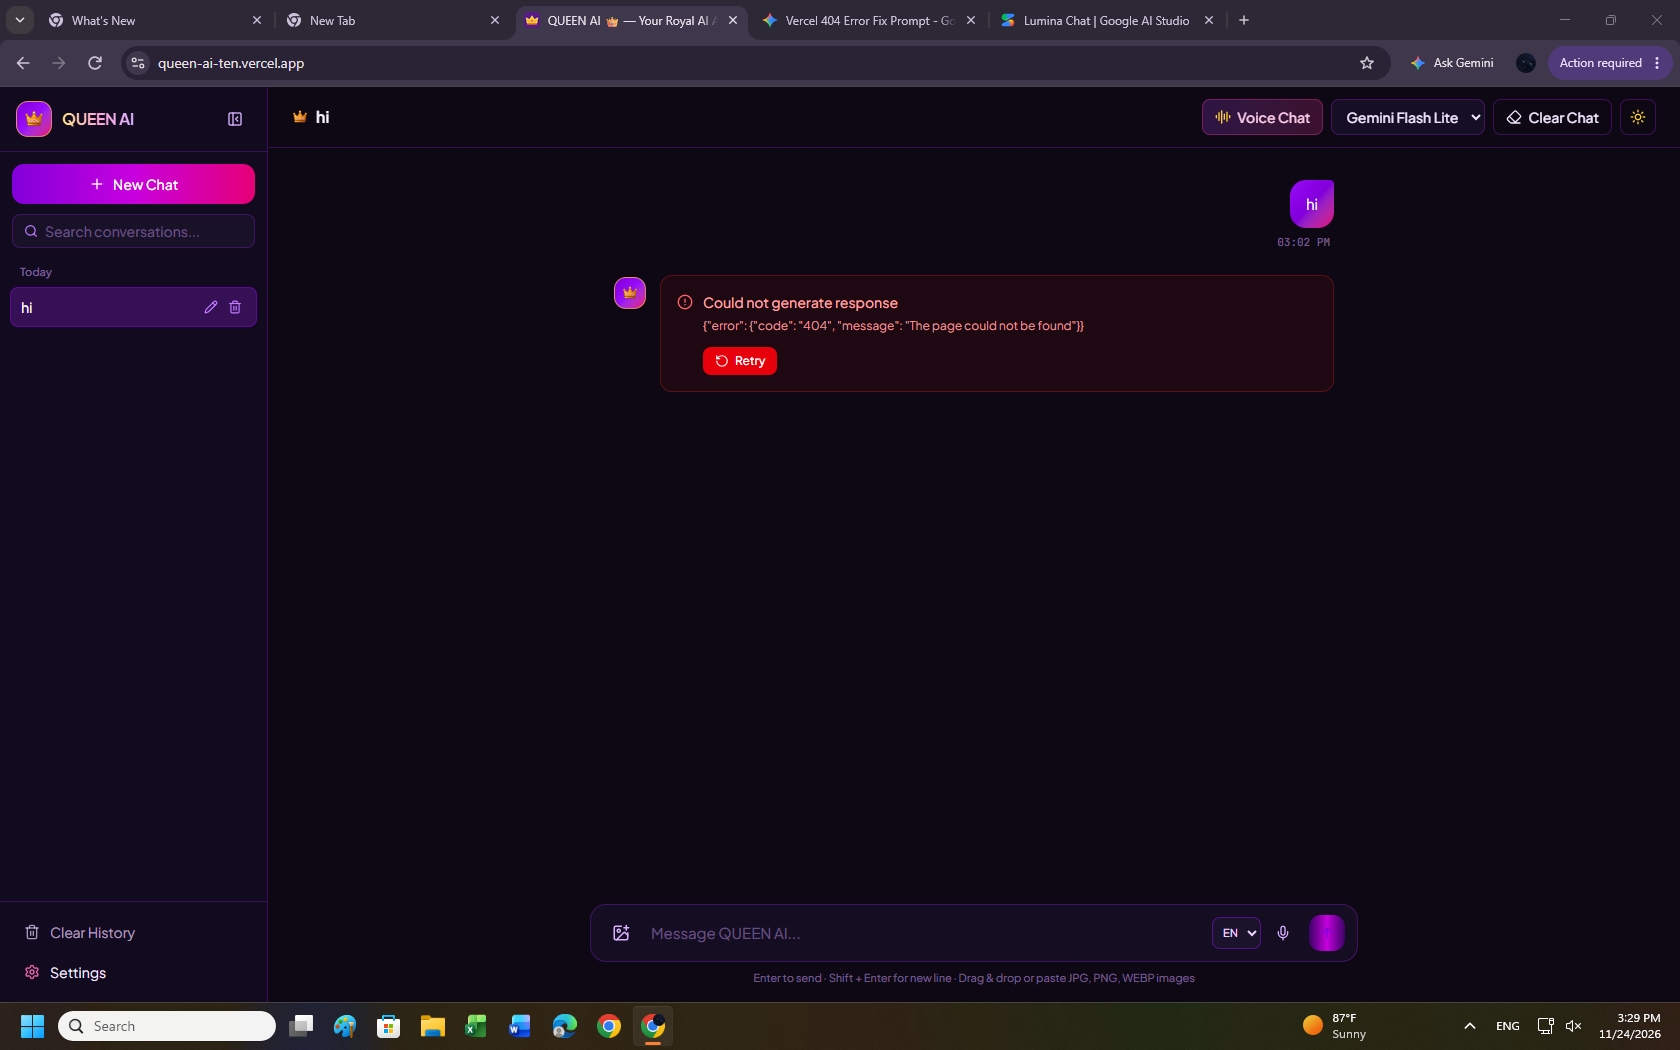 What's New
New Tab
QUEEN AI 👑 — Your Royal AI A
Vercel 404 Error Fix Prompt - Go
Lumina Chat | Google AI Studio
queen-ai-ten.vercel.app
Ask Gemini
Action required
QUEEN AI
hi
Voice Chat
Gemini Flash Lite
Clear Chat
New Chat
Search conversations...
Today
hi
hi
03:02 PM
Could not generate response
{"error": {"code": "404", "message": "The page could not be found"}}
Retry
Clear History
Settings
Message QUEEN AI...
EN
Enter to send · Shift + Enter for new line · Drag & drop or paste JPG, PNG, WEBP images
Search
87°F
Sunny
ENG
3:29 PM
11/24/2026